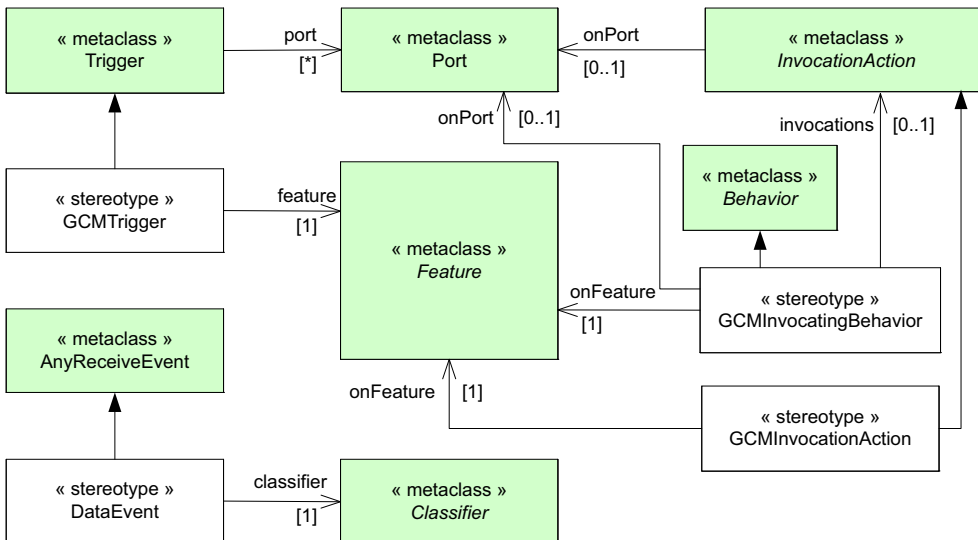 « metaclass »
Trigger
port
[*]
« metaclass »
Port
onPort
[0..1]
« metaclass »
InvocationAction
onPort
[0..1]
invocations
[0..1]
« metaclass »
Behavior
« stereotype »
GCMTrigger
feature
[1]
« metaclass »
Feature
onFeature
[1]
« stereotype »
GCMInvocatingBehavior
« metaclass »
AnyReceiveEvent
onFeature
[1]
« stereotype »
GCMInvocationAction
« stereotype »
DataEvent
classifier
[1]
« metaclass »
Classifier